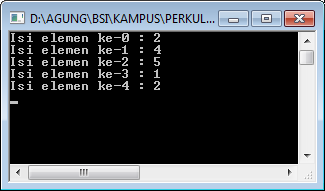 D:\AGUNG\BSI\KAMPUS\PERKUL...
Isi elemen ke-0 : 2
Isi elemen ke-1 : 4
Isi elemen ke-2 : 5
Isi elemen ke-3 : 1
Isi elemen ke-4 : 2